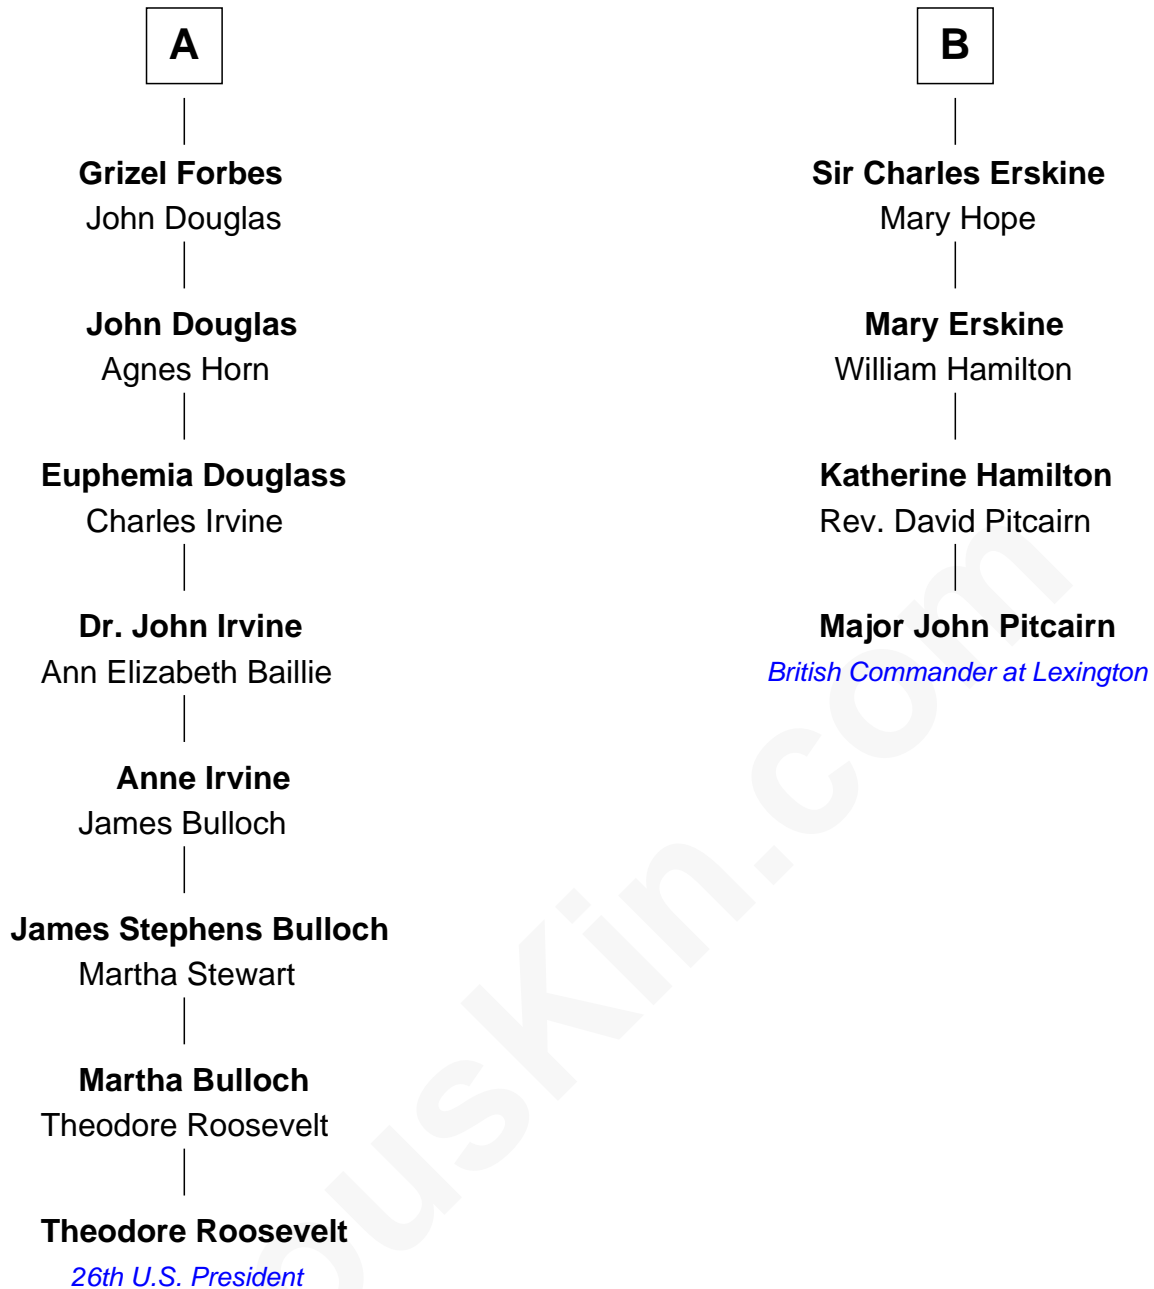 A
Grizel Forbes
John Douglas
John Douglas
Agnes Horn
Euphemia Douglass
Charles Irvine
Dr. John Irvine
Ann Elizabeth Baillie
Anne Irvine
James Bulloch
James Stephens Bulloch
Martha Stewart
Martha Bulloch
Theodore Roosevelt
Theodore Roosevelt
26th U.S. President
B
Sir Charles Erskine
Mary Hope
Mary Erskine
William Hamilton
Katherine Hamilton
Rev. David Pitcairn
Major John Pitcairn
British Commander at Lexington
ousKin.com